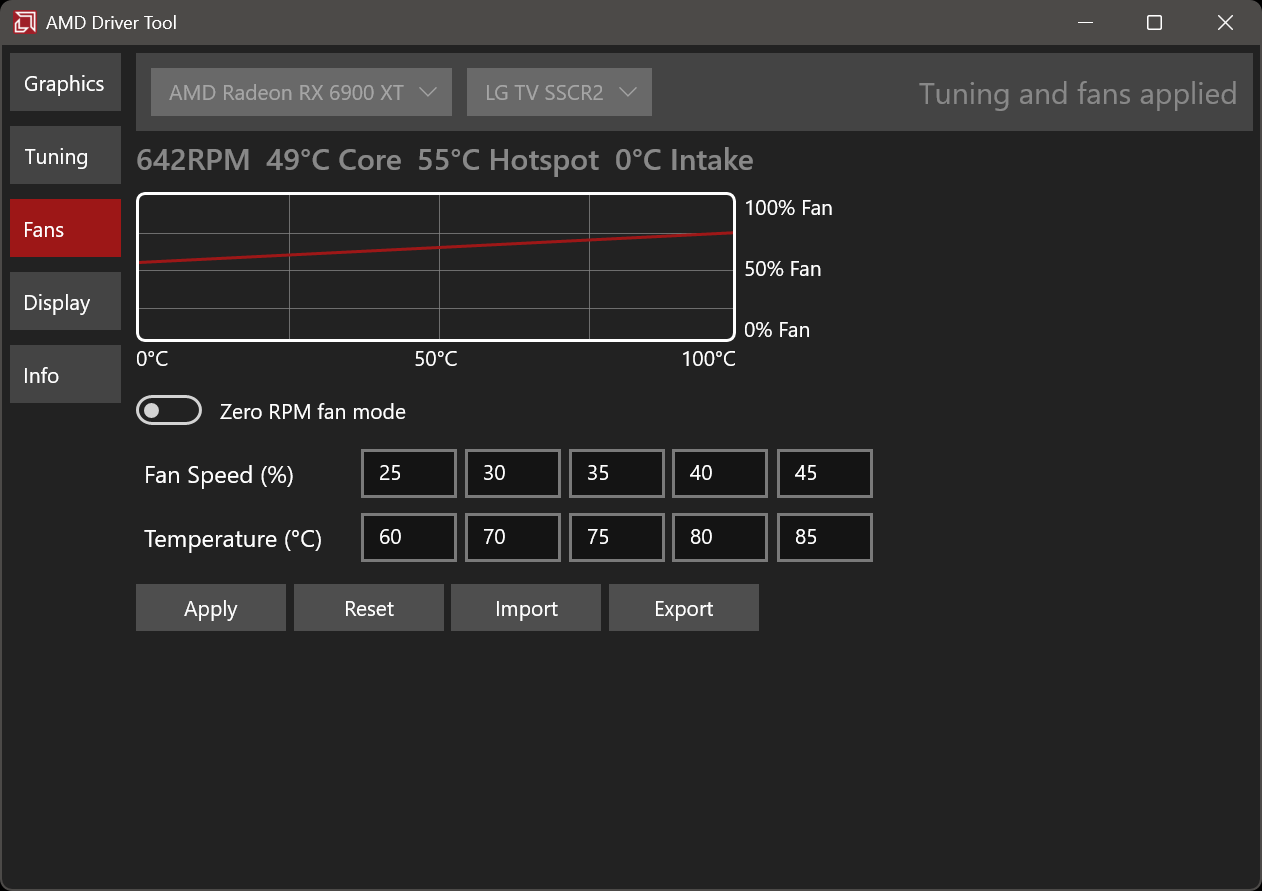 AMD Driver Tool
Graphics
Tuning
Fans
Display
Info
AMD Radeon RX 6900 XT
LG TV SSCR2
Tuning and fans applied
642RPM 49°C Core 55°C Hotspot 0°C Intake
100% Fan
50% Fan
0% Fan
0°C 50°C 100°C
Zero RPM fan mode
Fan Speed (%) 25 30 35 40 45
Temperature (°C) 60 70 75 80 85
Apply Reset Import Export